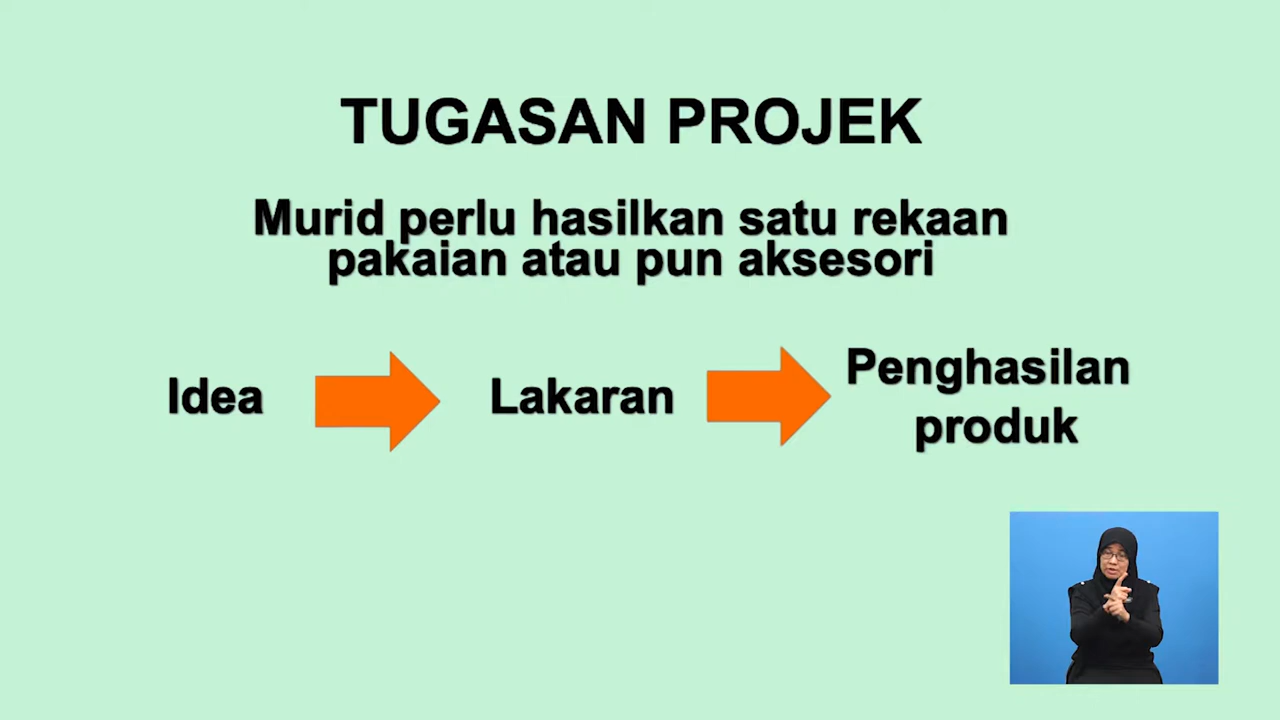 TUGASAN PROJEK
Murid perlu hasilkan satu rekaan
pakaian atau pun aksesori
Idea
Lakaran
Penghasilan
produk